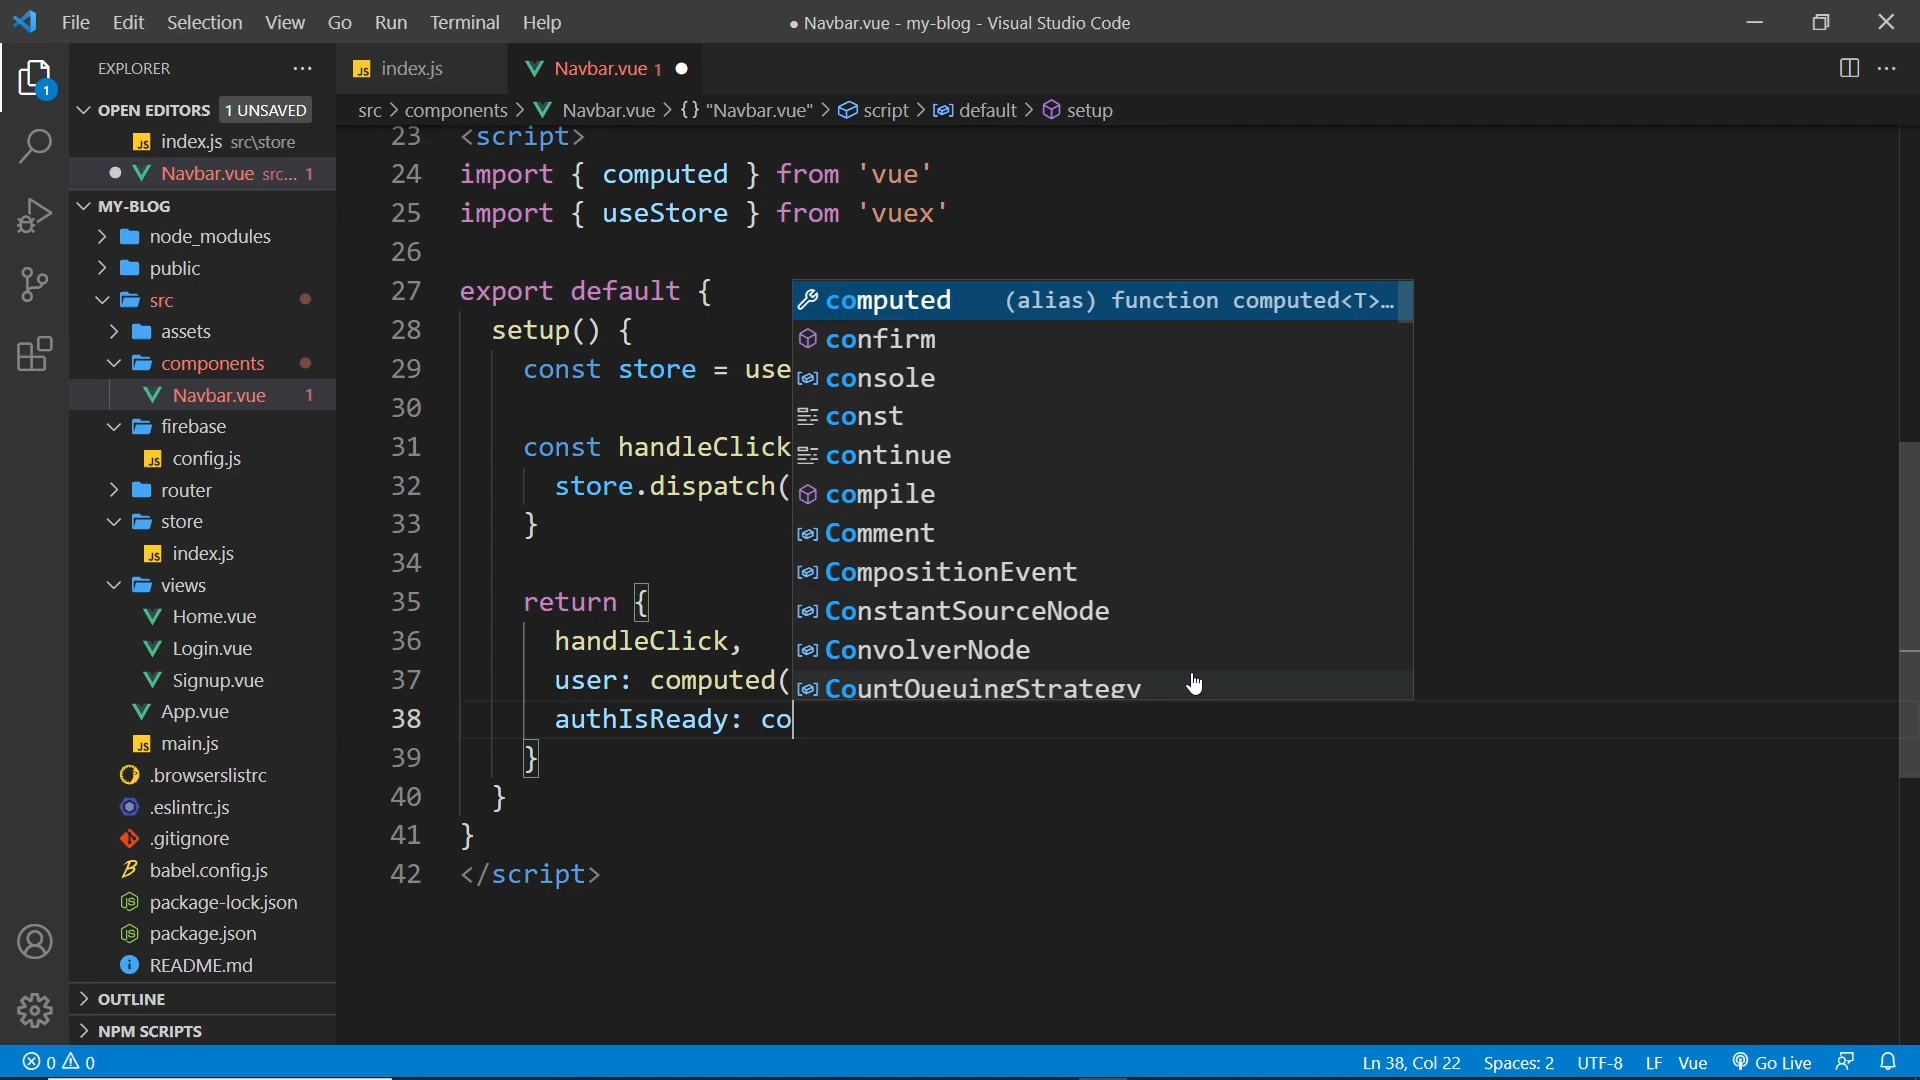 File Edit Selection View Go Run Terminal Help
● Navbar.vue - my-blog - Visual Studio Code
EXPLORER
OPEN EDITORS 1 UNSAVED
JS index.js src\store
Navbar.vue src... 1
MY-BLOG
node_modules
public
src
assets
components
Navbar.vue 1
firebase
JS config.js
router
store
JS index.js
views
Home.vue
Login.vue
Signup.vue
App.vue
JS main.js
.browserslistrc
.eslintrc.js
.gitignore
babel.config.js
package-lock.json
package.json
README.md
OUTLINE
NPM SCRIPTS
1
JS index.js
Navbar.vue 1
src > components > Navbar.vue > {} "Navbar.vue" > script > default > setup
23 <script>
24 import { computed } from 'vue'
25 import { useStore } from 'vuex'
26
27 export default {
28 setup() {
29 const store = use
30
31 const handleClick
32 store.dispatch(
33 }
34
35 return {
36 handleClick,
37 user: computed(
38 authIsReady: co
39 }
40 }
41 }
42 </script>
computed (alias) function computed<T>...
confirm
console
const
continue
compile
Comment
CompositionEvent
ConstantSourceNode
ConvolverNode
CountQueuingStrategy
0 0
Ln 38, Col 22 Spaces: 2 UTF-8 LF Vue Go Live